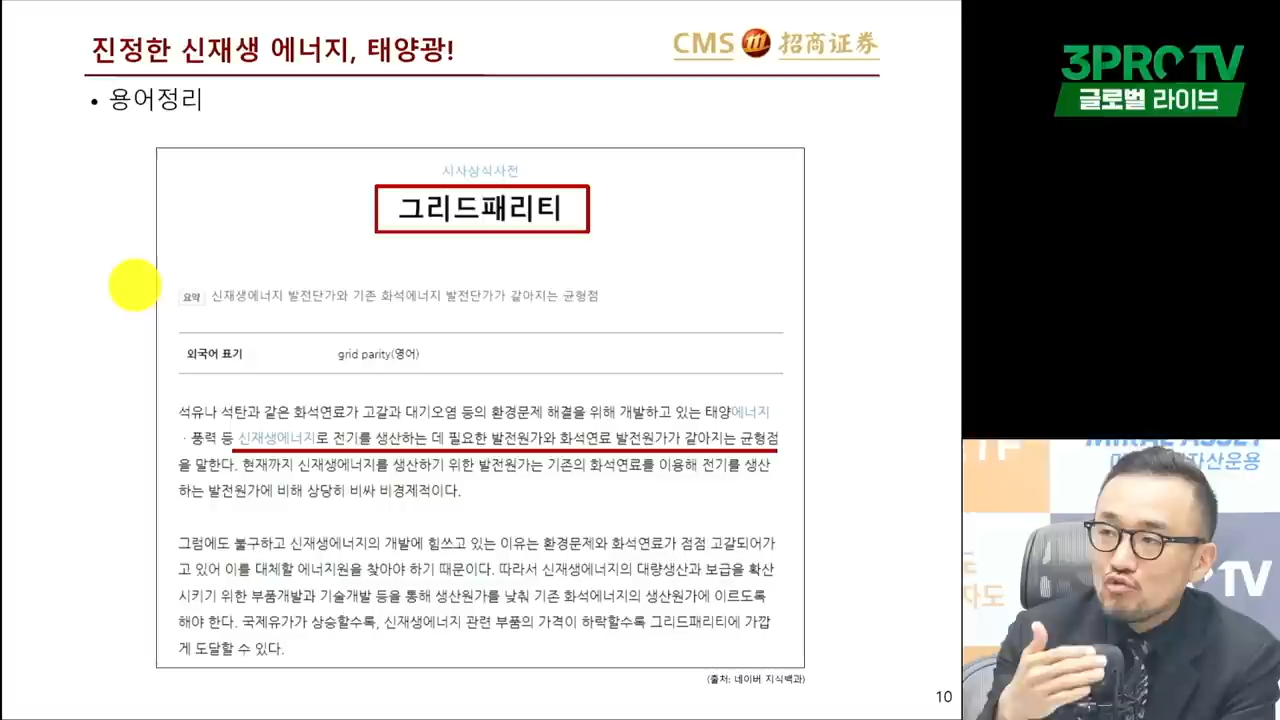 진정한 신재생 에너지, 태양광!
CMS 招商证券
3PRO TV
글로벌 라이브
• 용어정리
시사상식사전
그리드패리티
요약 신재생에너지 발전단가와 기존 화석에너지 발전단가가 같아지는 균형점
외국어 표기 grid parity(영어)
석유나 석탄과 같은 화석연료가 고갈과 대기오염 등의 환경문제 해결을 위해 개발하고 있는 태양에너지
· 풍력 등 신재생에너지로 전기를 생산하는 데 필요한 발전원가와 화석연료 발전원가가 같아지는 균형점
을 말한다. 현재까지 신재생에너지를 생산하기 위한 발전원가는 기존의 화석연료를 이용해 전기를 생산
하는 발전원가에 비해 상당히 비싸 비경제적이다.
그럼에도 불구하고 신재생에너지의 개발에 힘쓰고 있는 이유는 환경문제와 화석연료가 점점 고갈되어가
고 있어 이를 대체할 에너지원을 찾아야 하기 때문이다. 따라서 신재생에너지의 대량생산과 보급을 확산
시키기 위한 부품개발과 기술개발 등을 통해 생산원가를 낮춰 기존 화석에너지의 생산원가에 이르도록
해야 한다. 국제유가가 상승할수록, 신재생에너지 관련 부품의 가격이 하락할수록 그리드패리티에 가깝
게 도달할 수 있다.
(출처: 네이버 지식백과)
10
MIRAE ASSET
자산운용
TV